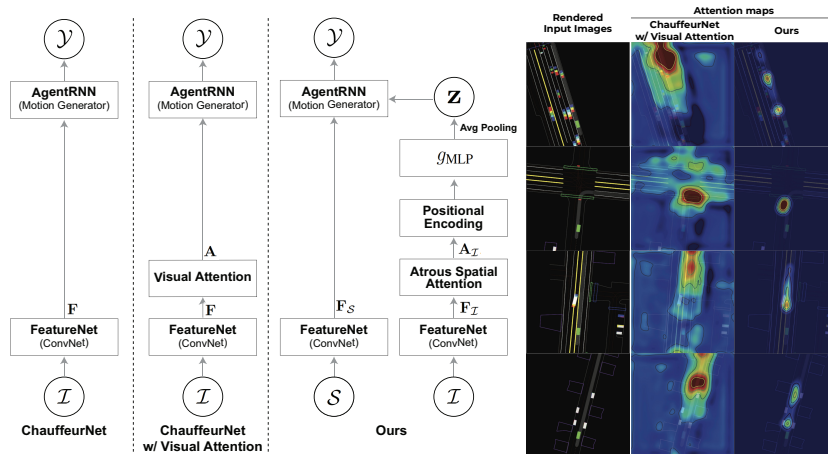 𝒴
AgentRNN
(Motion Generator)
F
FeatureNet
(ConvNet)
ℐ
ChauffeurNet
𝒴
AgentRNN
(Motion Generator)
A
Visual Attention
F
FeatureNet
(ConvNet)
ℐ
ChauffeurNet
w/ Visual Attention
𝒴
AgentRNN
(Motion Generator)
F_𝒮
FeatureNet
(ConvNet)
𝒮
z
Avg Pooling
g_MLP
Positional
Encoding
A_ℐ
Atrous Spatial
Attention
F_ℐ
FeatureNet
(ConvNet)
ℐ
Ours
Rendered
Input Images
Attention maps
ChauffeurNet
w/ Visual Attention
Ours